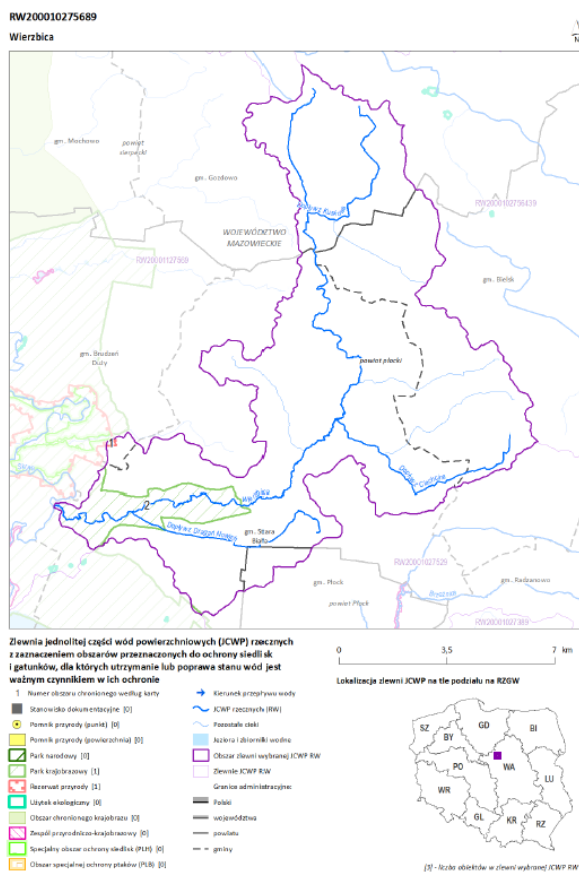 RW200010275689
Wierzbica
N
gm. Mochowo
powiat
sierpecki
gm. Gozdowo
WOJEWÓDZTWO
MAZOWIECKIE
gm. Bielsk
gm. Brudzeń
Duży
powiat płocki
1
2
Wierzbica
gm. Stara
Biała
gm. Płock
powiat Płock
gm. Radzanowo
RW20001027529
Zlewnia jednolitej części wód powierzchniowych (JCWP) rzecznych
z zaznaczeniem obszarów przeznaczonych do ochrony siedlisk
i gatunków, dla których utrzymanie lub poprawa stanu wód jest
ważnym czynnikiem w ich ochronie
0 3,5 7 km
Lokalizacja zlewni JCWP na tle podziału na RZGW
1 Numer obszaru chronionego według karty
Stanowisko dokumentacyjne [0]
Pomnik przyrody (punkt) [0]
Pomnik przyrody (powierzchnia) [0]
Park narodowy [0]
Park krajobrazowy [1]
Rezerwat przyrody [1]
Użytek ekologiczny [0]
Obszar chronionego krajobrazu [0]
Zespół przyrodniczo-krajobrazowy [0]
Specjalny obszar ochrony siedlisk (PLH) [0]
Obszar specjalnej ochrony ptaków (PLB) [0]
Kierunek przepływu wody
JCWP rzecznych (RW)
Pozostałe cieki
Jeziora i zbiorniki wodne
Obszar zlewni wybranej JCWP RW
Zlewnie JCWP RW
Granice administracyjne:
Polski
województwa
powiatu
gminy
SZ
GD
BI
BY
PO
WA
WR
LU
GL
KR
RZ
[3] - liczba obiektów w zlewni wybranej JCWP RW